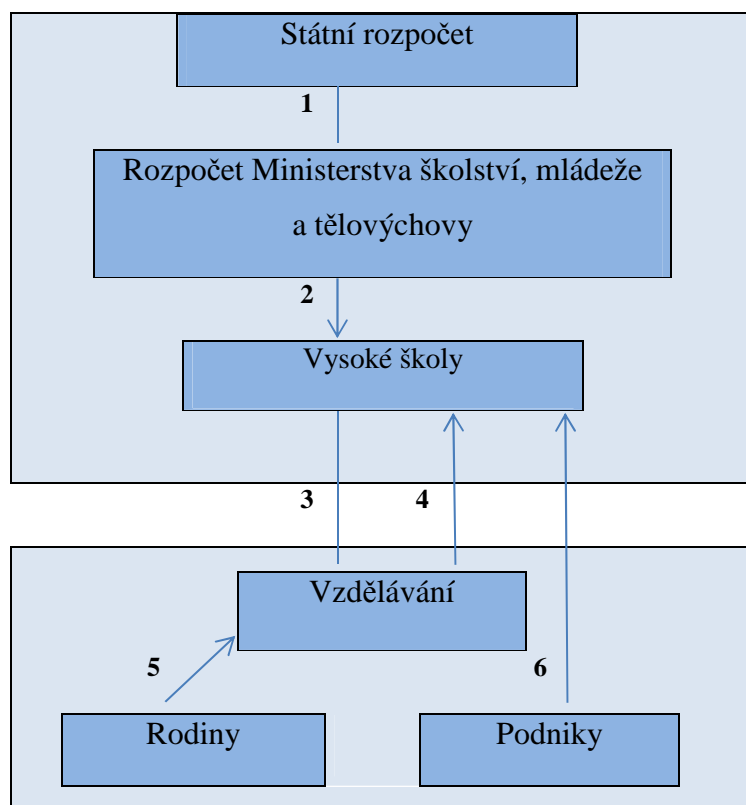 Státní rozpočet
1
Rozpočet Ministerstva školství, mládeže
a tělovýchovy
2
Vysoké školy
3 4
Vzdělávání
5 6
Rodiny Podniky